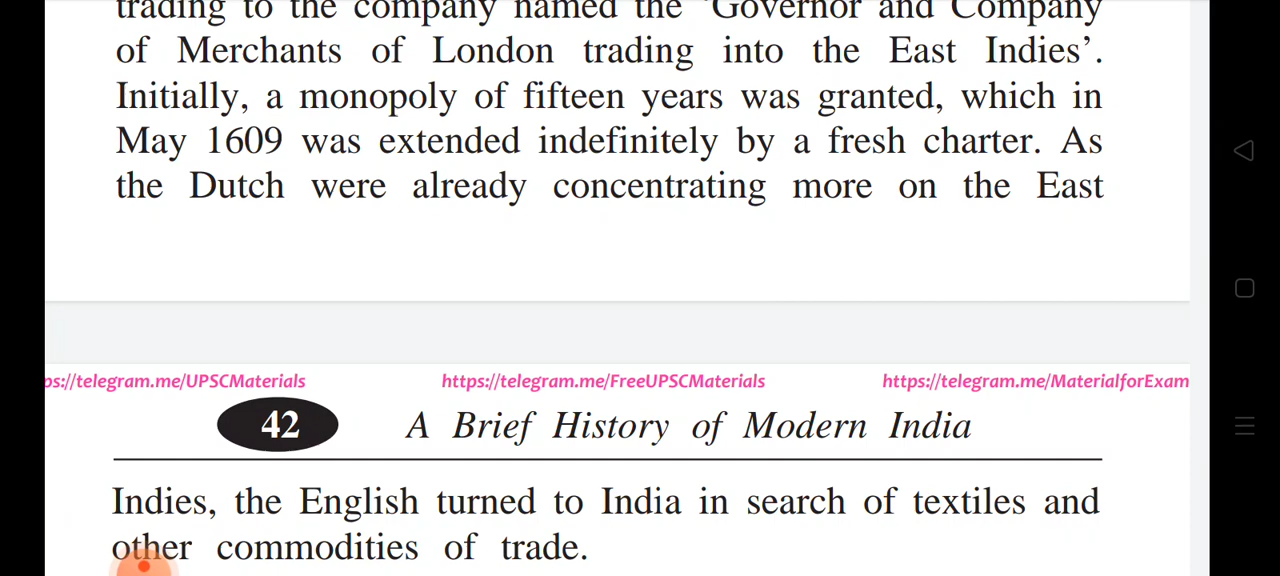 trading to the company named the 'Governor and Company
of Merchants of London trading into the East Indies'.
Initially, a monopoly of fifteen years was granted, which in
May 1609 was extended indefinitely by a fresh charter. As
the Dutch were already concentrating more on the East
ps://telegram.me/UPSCMaterials https://telegram.me/FreeUPSCMaterials https://telegram.me/MaterialforExam
42 A Brief History of Modern India
Indies, the English turned to India in search of textiles and
other commodities of trade.